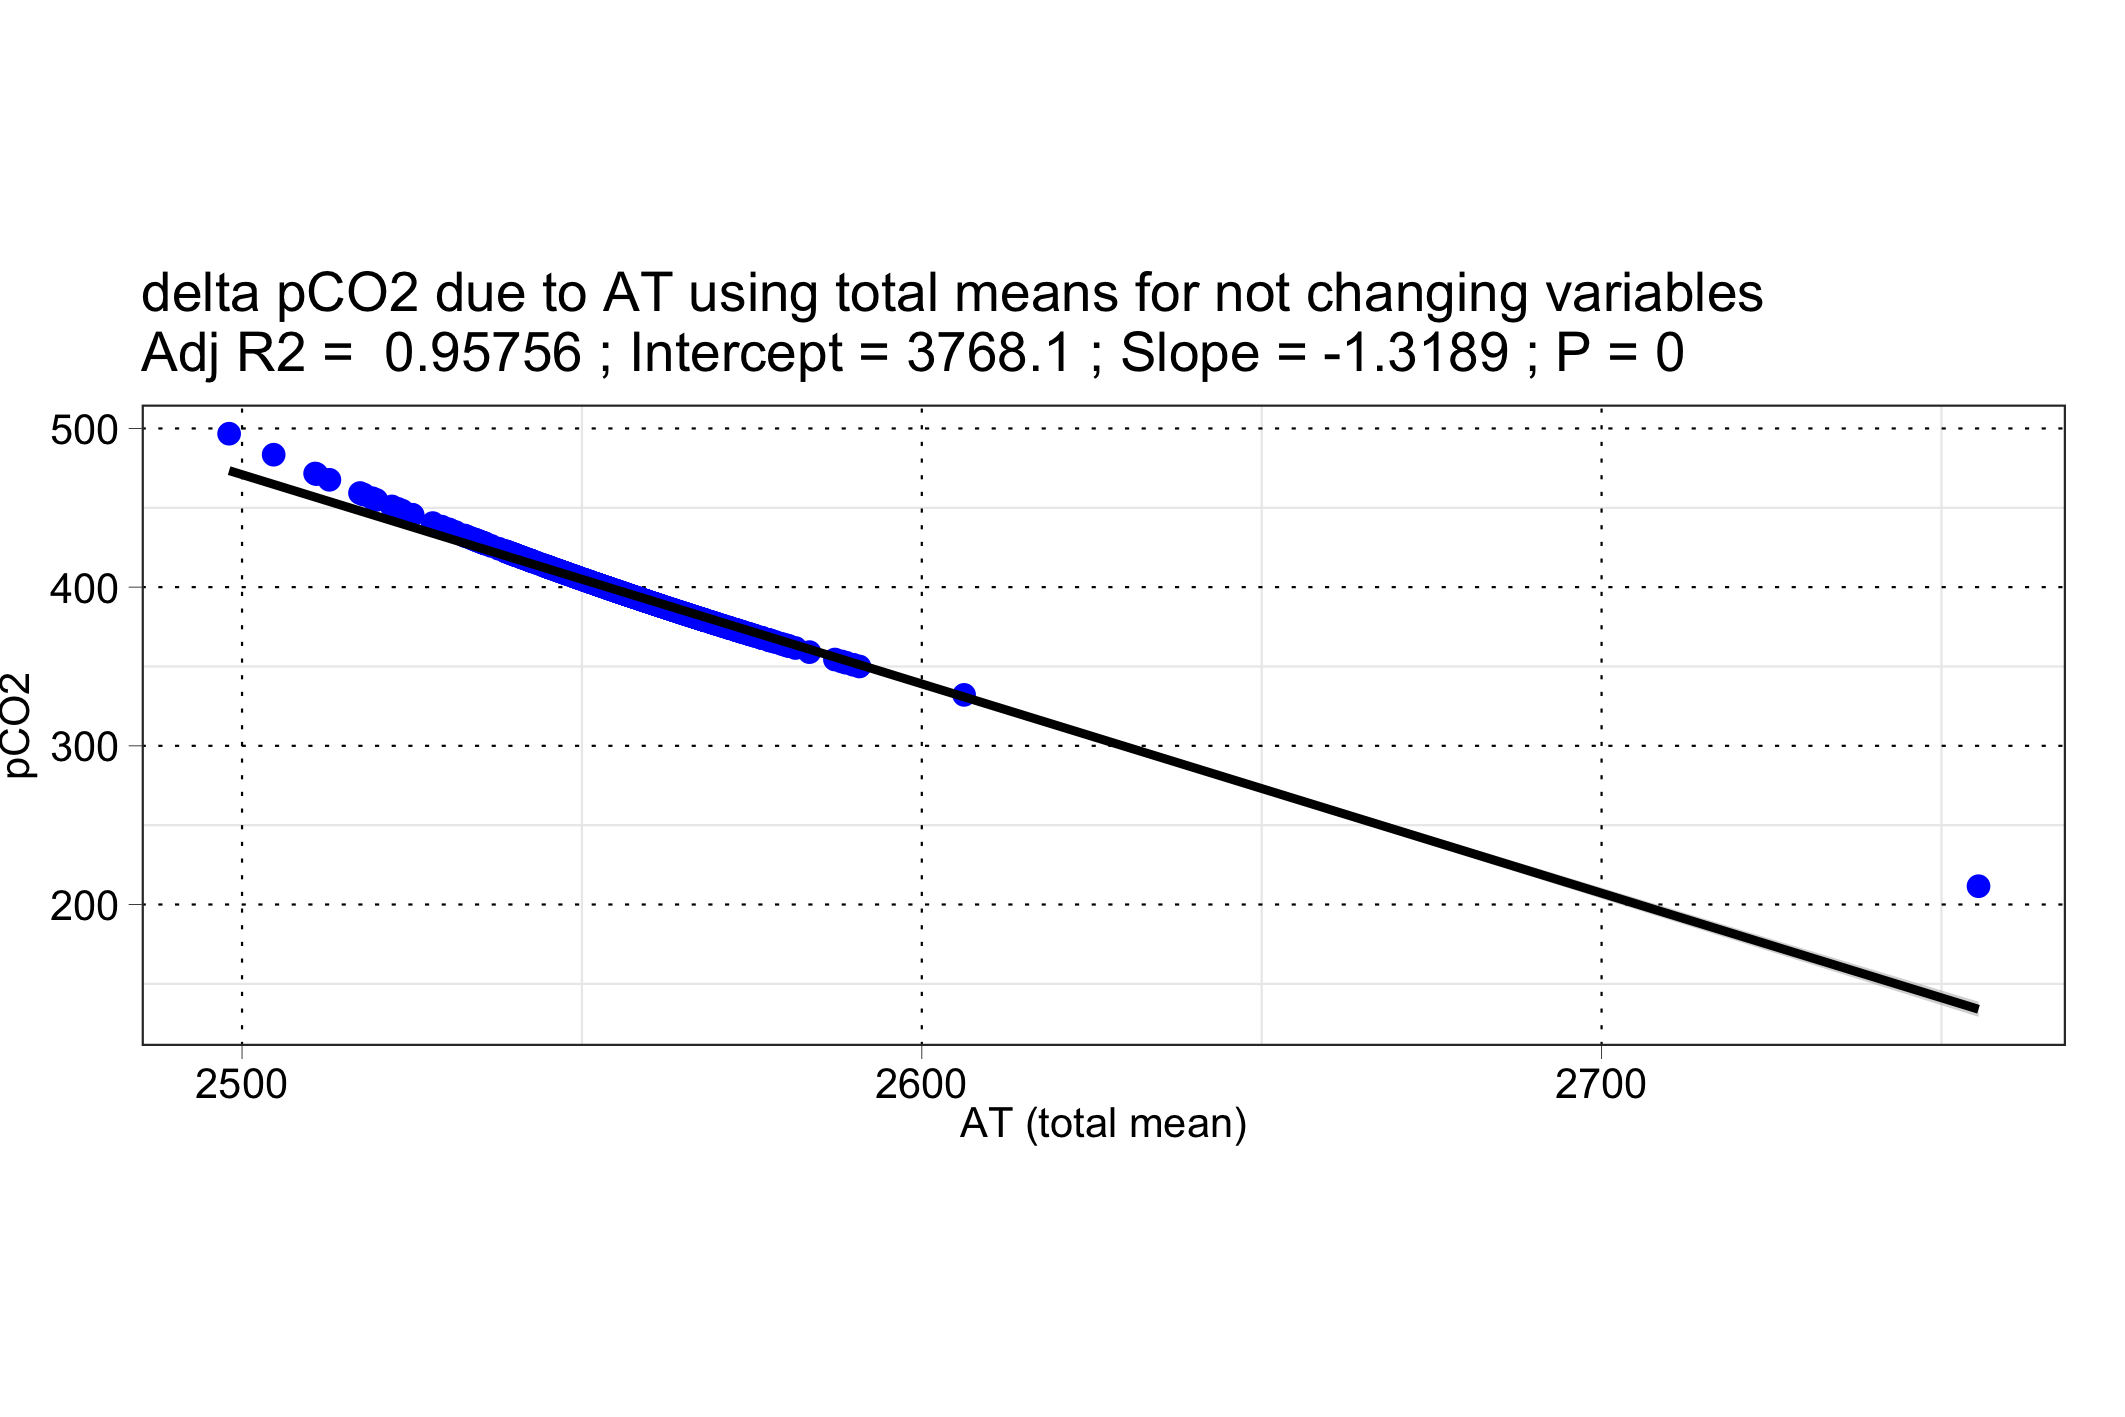 delta pCO2 due to AT using total means for not changing variables
Adj R2 =  0.95756 ; Intercept = 3768.1 ; Slope = -1.3189 ; P = 0
500
400
300
200
pCO2
2500 2600 2700
AT (total mean)